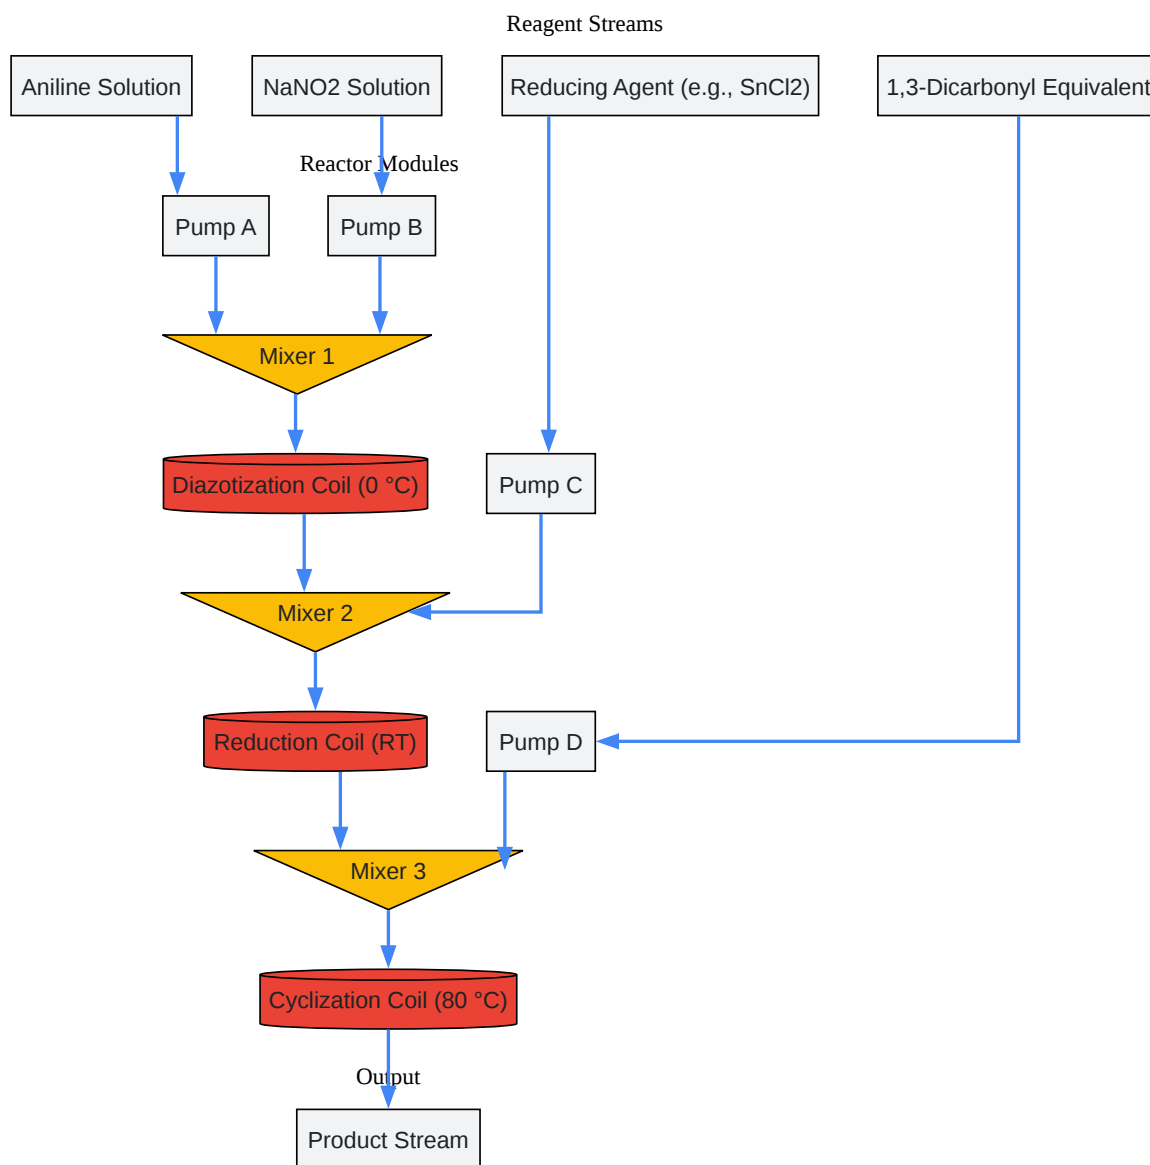 Reagent Streams
Aniline Solution
NaNO2 Solution
Reducing Agent (e.g., SnCl2)
1,3-Dicarbonyl Equivalent
Reactor Modules
Pump A
Pump B
Mixer 1
Diazotization Coil (0 °C)
Pump C
Mixer 2
Reduction Coil (RT)
Pump D
Mixer 3
Cyclization Coil (80 °C)
Output
Product Stream